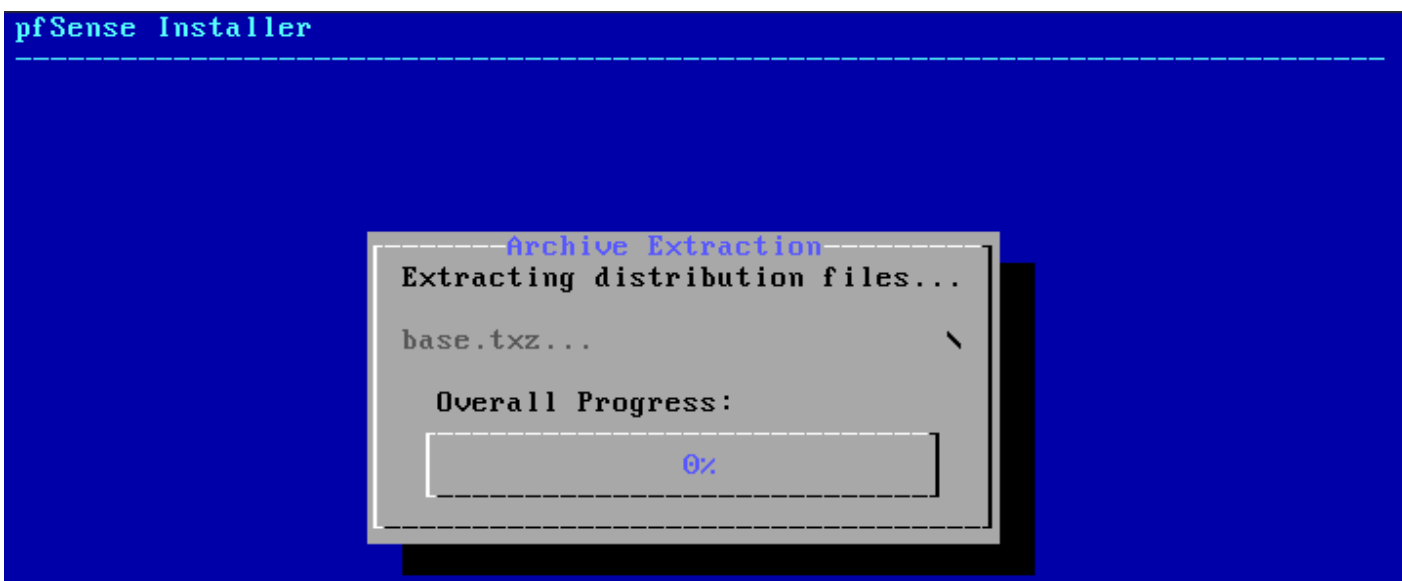 pfSense Installer
Archive Extraction
Extracting distribution files...
base.txz... \
Overall Progress:
0%